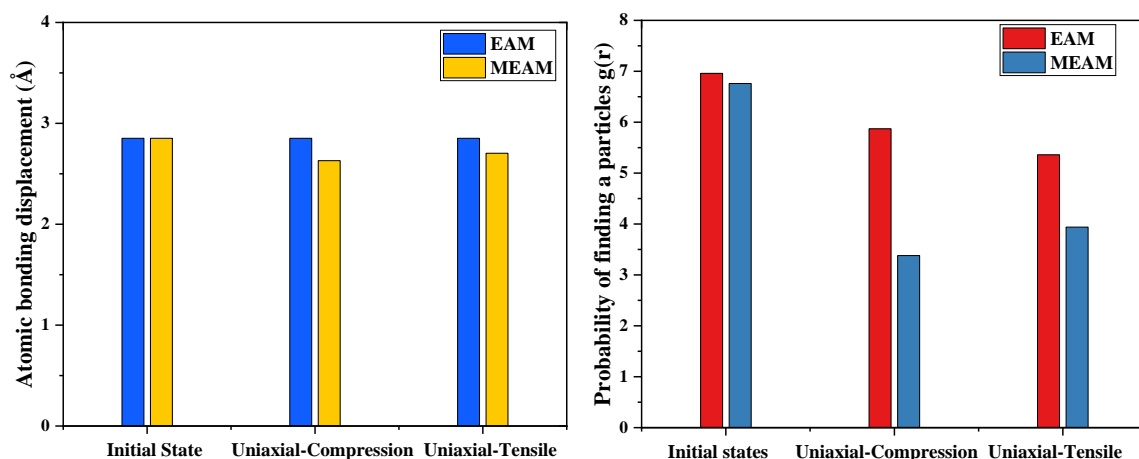 Atomic bonding displacement (Å)
4
3
2
1
0
EAM
MEAM
Initial State
Uniaxial-Compression
Uniaxial-Tensile
Probability of finding a particles g(r)
8
7
6
5
4
3
2
1
0
EAM
MEAM
Initial states
Uniaxial-Compression
Uniaxial-Tensile